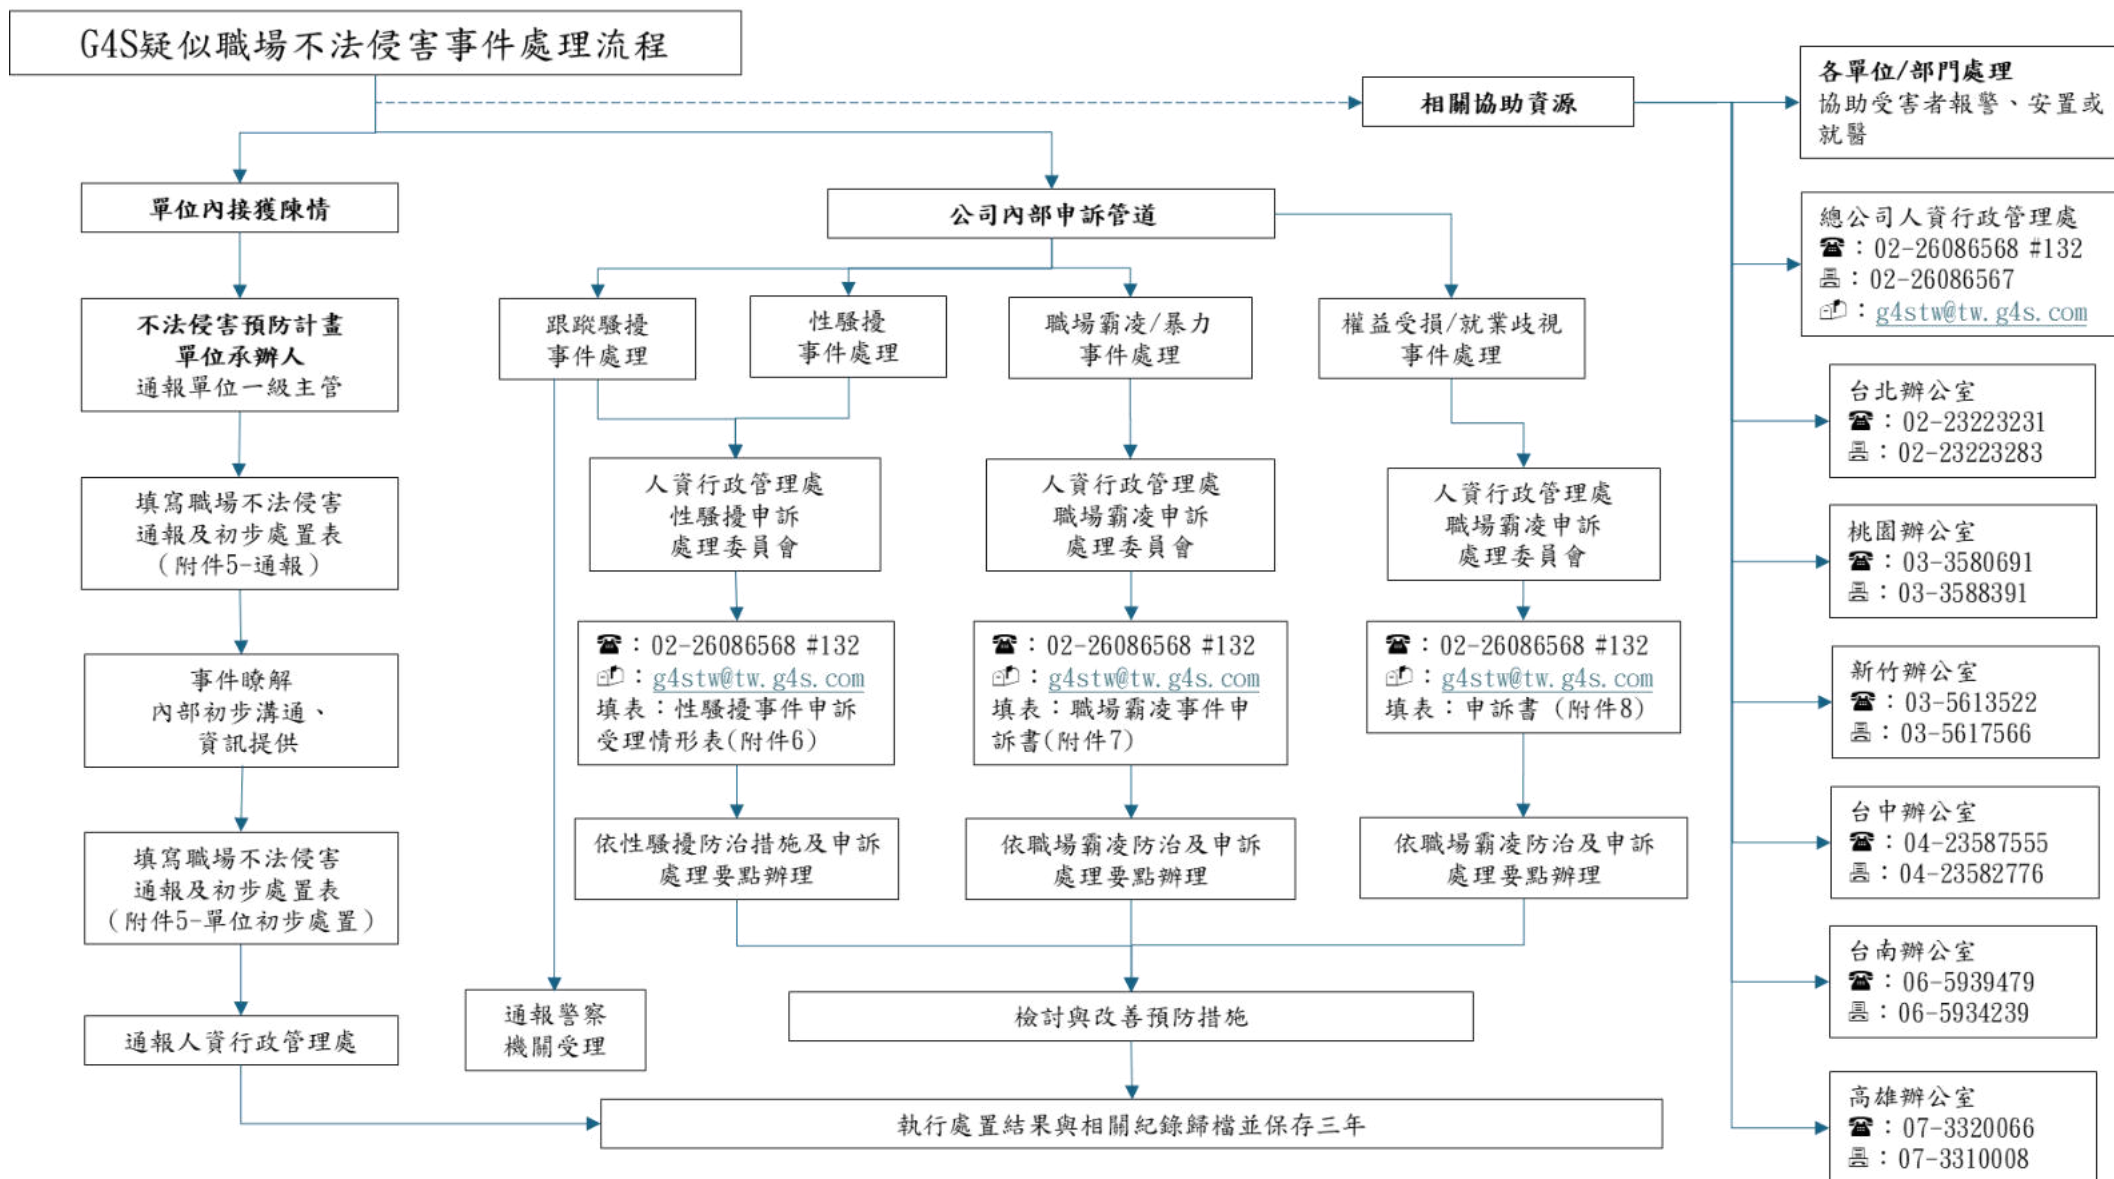 G4S疑似職場不法侵害事件處理流程
相關協助資源
各單位/部門處理
協助受害者報警、安置或
就醫
單位內接獲陳情
公司內部申訴管道
總公司人資行政管理處
☎：02-26086568 #132
🖷：02-26086567
📫：g4stw@tw.g4s.com
不法侵害預防計畫
單位承辦人
通報單位一級主管
跟蹤騷擾
事件處理
性騷擾
事件處理
職場霸凌/暴力
事件處理
權益受損/就業歧視
事件處理
台北辦公室
☎：02-23223231
🖷：02-23223283
填寫職場不法侵害
通報及初步處置表
（附件5-通報）
人資行政管理處
性騷擾申訴
處理委員會
人資行政管理處
職場霸凌申訴
處理委員會
人資行政管理處
職場霸凌申訴
處理委員會
桃園辦公室
☎：03-3580691
🖷：03-3588391
事件瞭解
內部初步溝通、
資訊提供
☎：02-26086568 #132
📫：g4stw@tw.g4s.com
填表：性騷擾事件申訴
受理情形表(附件6)
☎：02-26086568 #132
📫：g4stw@tw.g4s.com
填表：職場霸凌事件申
訴書(附件7)
☎：02-26086568 #132
📫：g4stw@tw.g4s.com
填表：申訴書 (附件8)
新竹辦公室
☎：03-5613522
🖷：03-5617566
填寫職場不法侵害
通報及初步處置表
（附件5-單位初步處置）
依性騷擾防治措施及申訴
處理要點辦理
依職場霸凌防治及申訴
處理要點辦理
依職場霸凌防治及申訴
處理要點辦理
台中辦公室
☎：04-23587555
🖷：04-23582776
台南辦公室
☎：06-5939479
🖷：06-5934239
通報人資行政管理處
通報警察
機關受理
檢討與改善預防措施
執行處置結果與相關紀錄歸檔並保存三年
高雄辦公室
☎：07-3320066
🖷：07-3310008